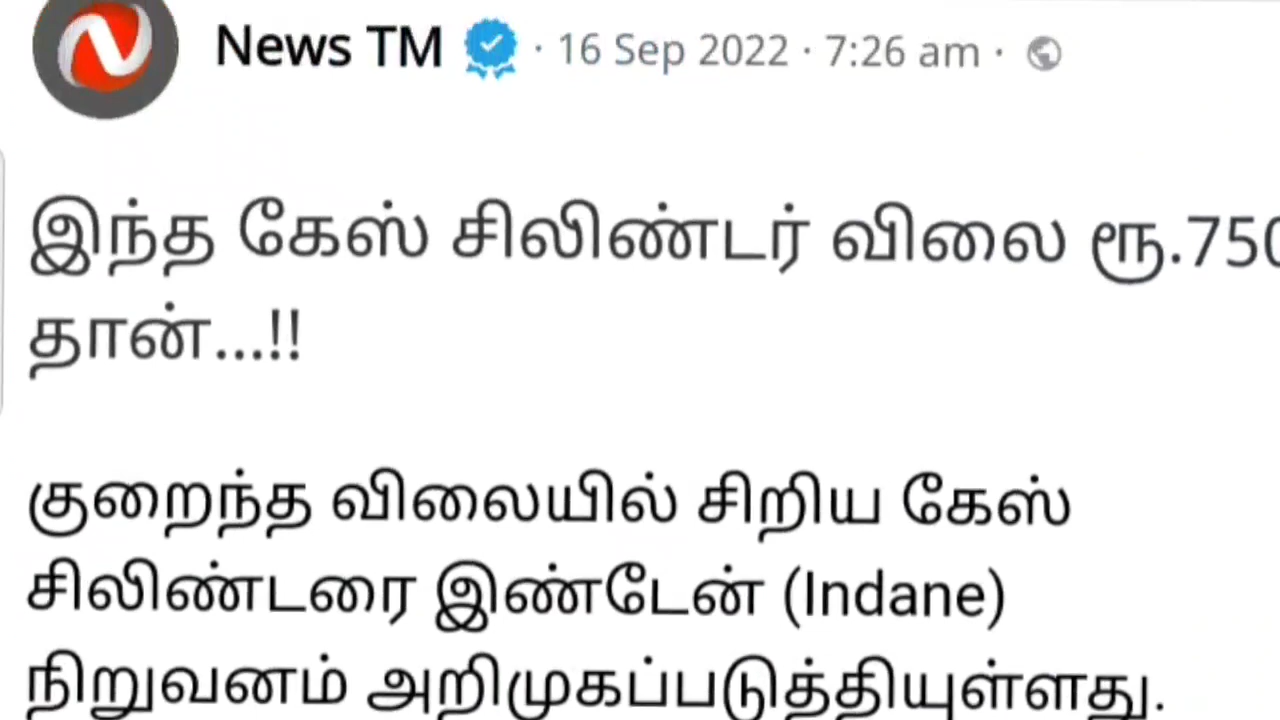 News TM · 16 Sep 2022 · 7:26 am ·
இந்த கேஸ் சிலிண்டர் விலை ரூ.750
தான்...!!
குறைந்த விலையில் சிறிய கேஸ்
சிலிண்டரை இண்டேன் (Indane)
நிறுவனம் அறிமுகப்படுத்தியுள்ளது.